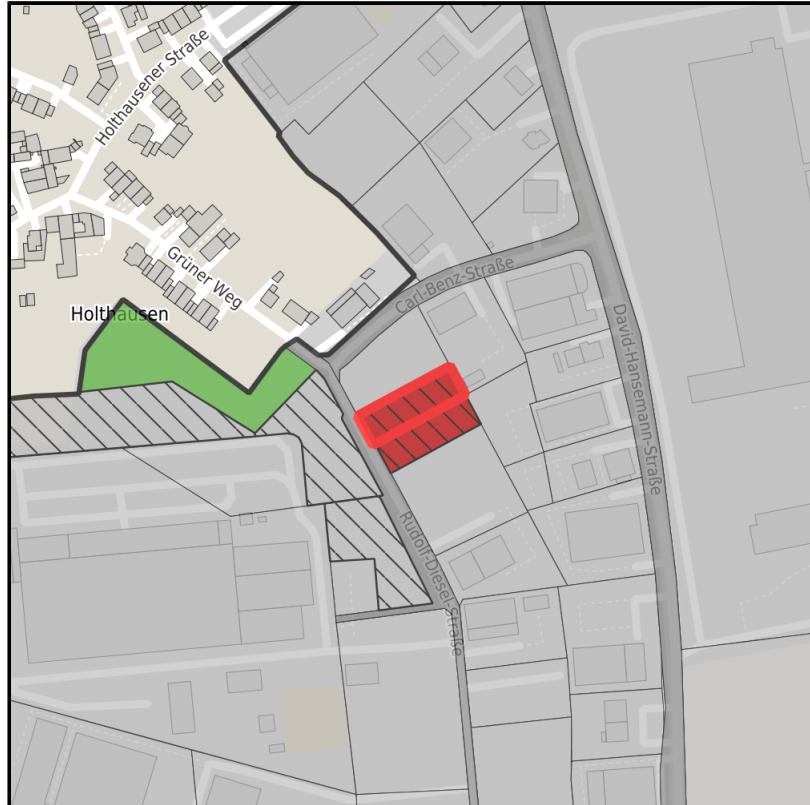 Holthausener Straße
Grüner Weg
Holthausen
Carl-Benz-Straße
David-Hansemann-Straße
Rudolf-Diesel-Straße